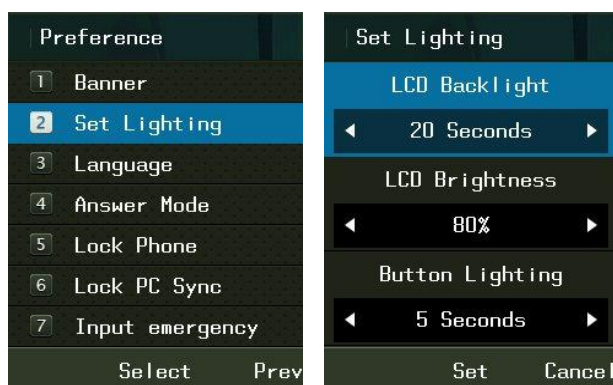 Preference
1 Banner
2 Set Lighting
3 Language
4 Answer Mode
5 Lock Phone
6 Lock PC Sync
7 Input emergency
Select Prev
Set Lighting
LCD Backlight
20 Seconds
LCD Brightness
80%
Button Lighting
5 Seconds
Set Cancel